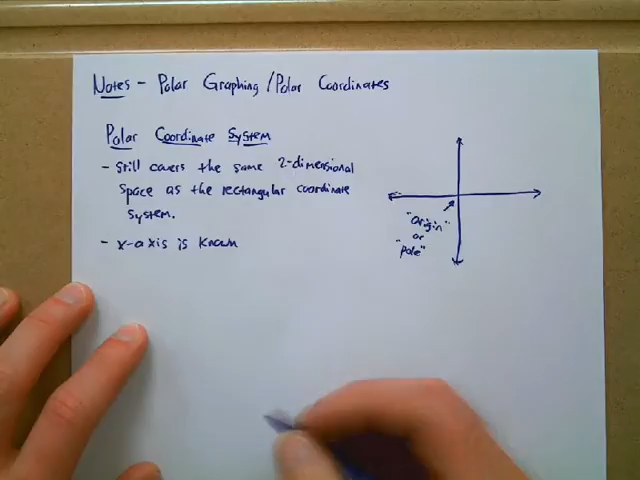 Notes - Polar Graphing/Polar Coordinates
Polar Coordinate System
- Still covers the same 2-dimensional
space as the rectangular coordinate
system.
- x-axis is known
"Origin"
or
"pole"